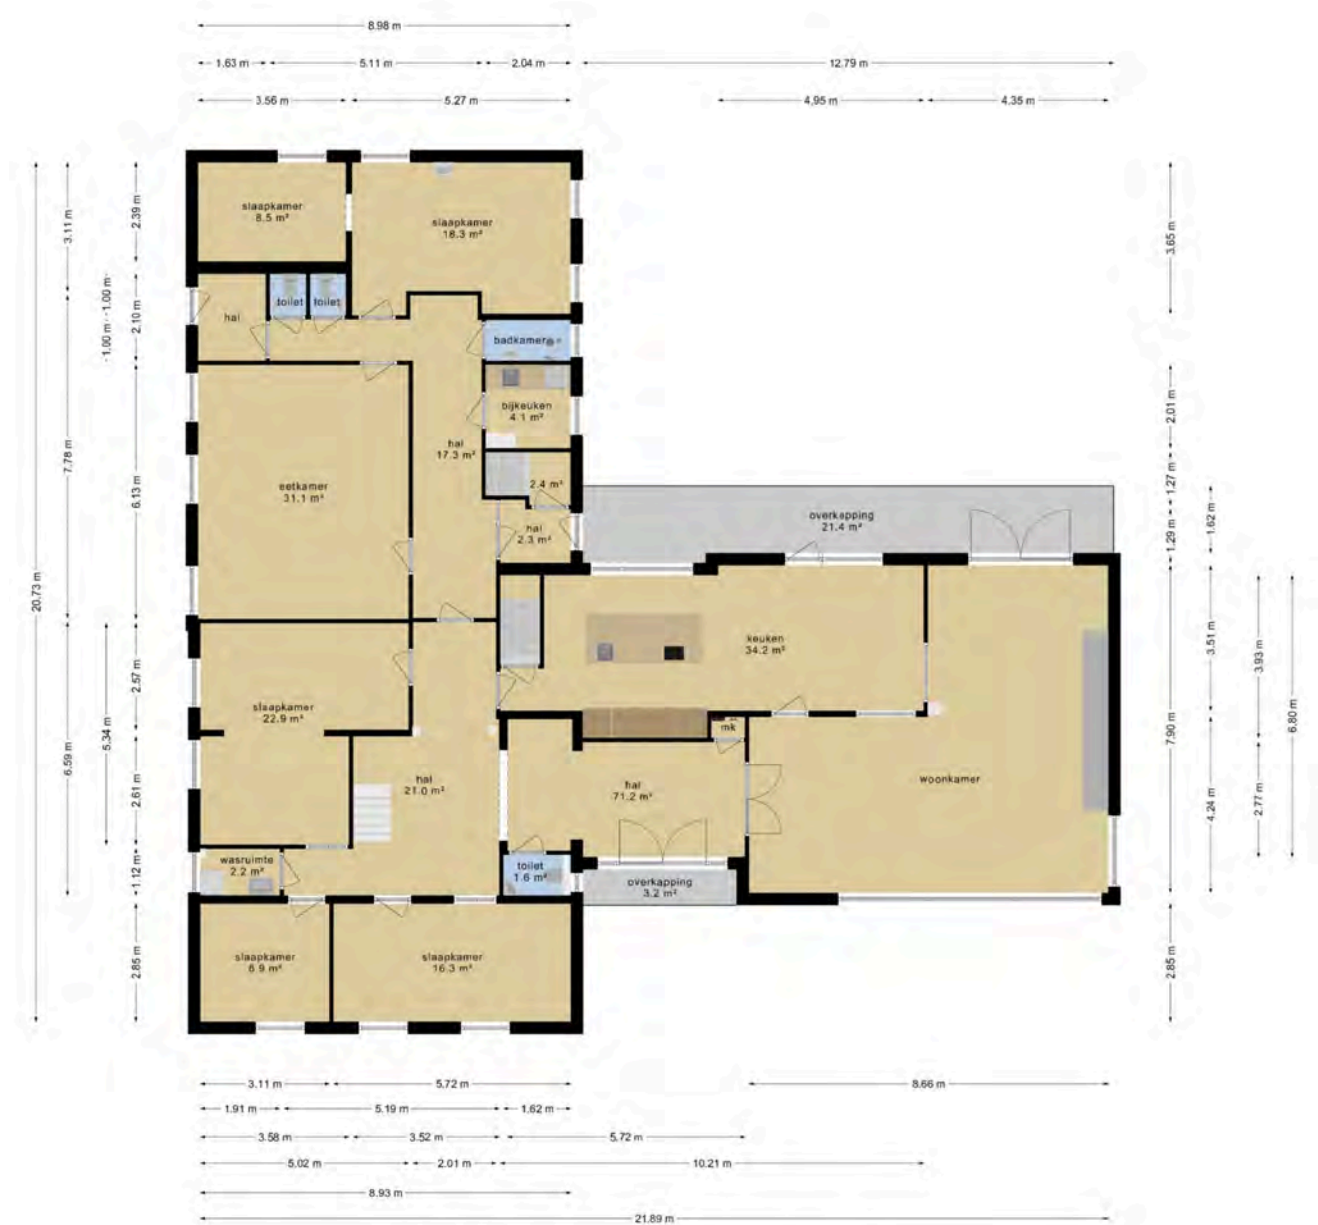 8.98 m
1.63 m
5.11 m
2.04 m
12.79 m
3.56 m
5.27 m
4.95 m
4.35 m
20.73 m
3.11 m
7.78 m
6.59 m
2.39 m
1.00 m
1.00 m
2.10 m
6.13 m
2.57 m
5.34 m
2.61 m
1.12 m
2.85 m
slaapkamer
8.5 m²
slaapkamer
18.3 m²
hal
toilet
toilet
badkamer
bijkeuken
4.1 m²
hal
17.3 m²
eetkamer
31.1 m²
2.4 m²
hal
2.3 m²
overkapping
21.4 m²
keuken
34.2 m²
slaapkamer
22.9 m²
mk
hal
21.0 m²
hal
71.2 m²
woonkamer
wasruimte
2.2 m²
toilet
1.6 m²
overkapping
3.2 m²
slaapkamer
8.9 m²
slaapkamer
16.3 m²
3.65 m
2.01 m
1.27 m
1.29 m
1.62 m
7.90 m
3.51 m
3.93 m
6.80 m
4.24 m
2.77 m
2.85 m
3.11 m
5.72 m
8.66 m
1.91 m
5.19 m
1.62 m
3.58 m
3.52 m
5.72 m
5.02 m
2.01 m
10.21 m
8.93 m
21.89 m